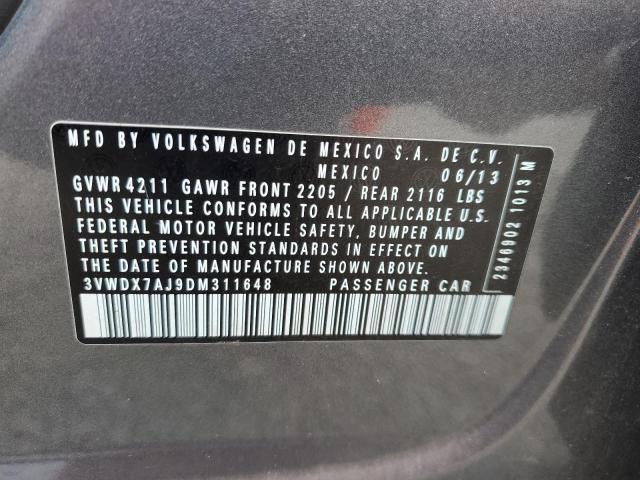 MFD BY VOLKSWAGEN DE MEXICO S.A. DE C.V.
MEXICO 06/13
GVWR 4211 GAWR FRONT 2205 / REAR 2116 LBS
THIS VEHICLE CONFORMS TO ALL APPLICABLE U.S.
FEDERAL MOTOR VEHICLE SAFETY, BUMPER AND
THEFT PREVENTION STANDARDS IN EFFECT ON
THE DATE OF MANUFACTURE SHOWN ABOVE.
3VWDX7AJ9DM311648 PASSENGER CAR
2346902 1013 M